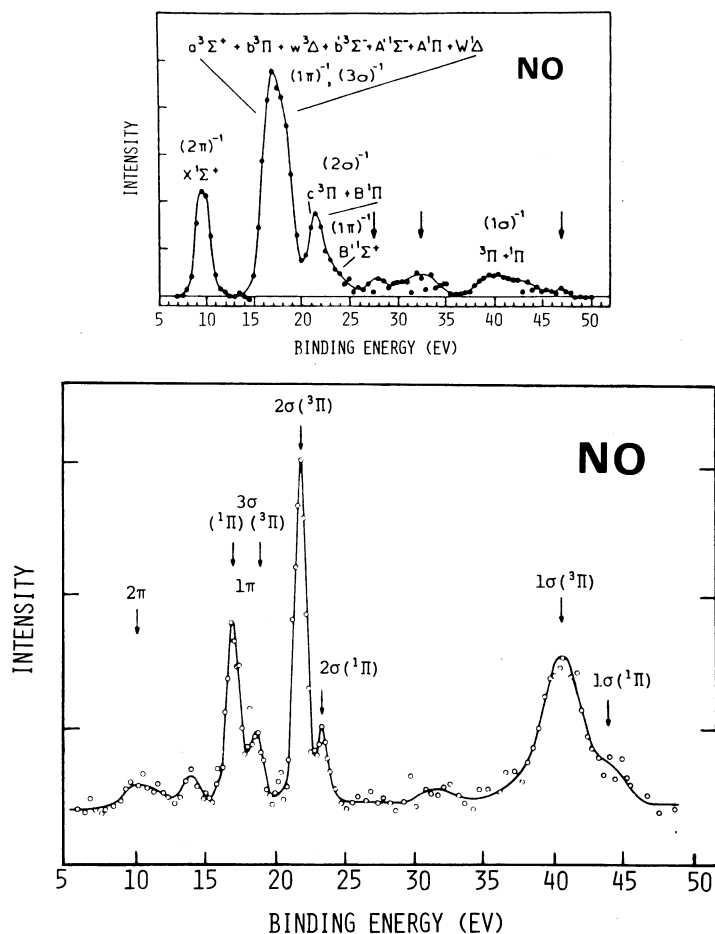 a³Σ⁺ + b³Π + w³Δ + b'³Σ⁻ + A'¹Σ⁻ + A¹Π + W¹Δ
(1π)⁻¹, (3σ)⁻¹
NO
(2π)⁻¹
X¹Σ⁺
(2σ)⁻¹
c³Π + B¹Π
(1π)⁻¹
B'¹Σ⁺
(1σ)⁻¹
³Π + ¹Π
INTENSITY
5 10 15 20 25 30 35 40 45 50
BINDING ENERGY (EV)
NO
2σ(³Π)
3σ
(¹Π) (³Π)
2π
1π
1σ(³Π)
2σ(¹Π)
1σ(¹Π)
INTENSITY
5 10 15 20 25 30 35 40 45 50
BINDING ENERGY (EV)